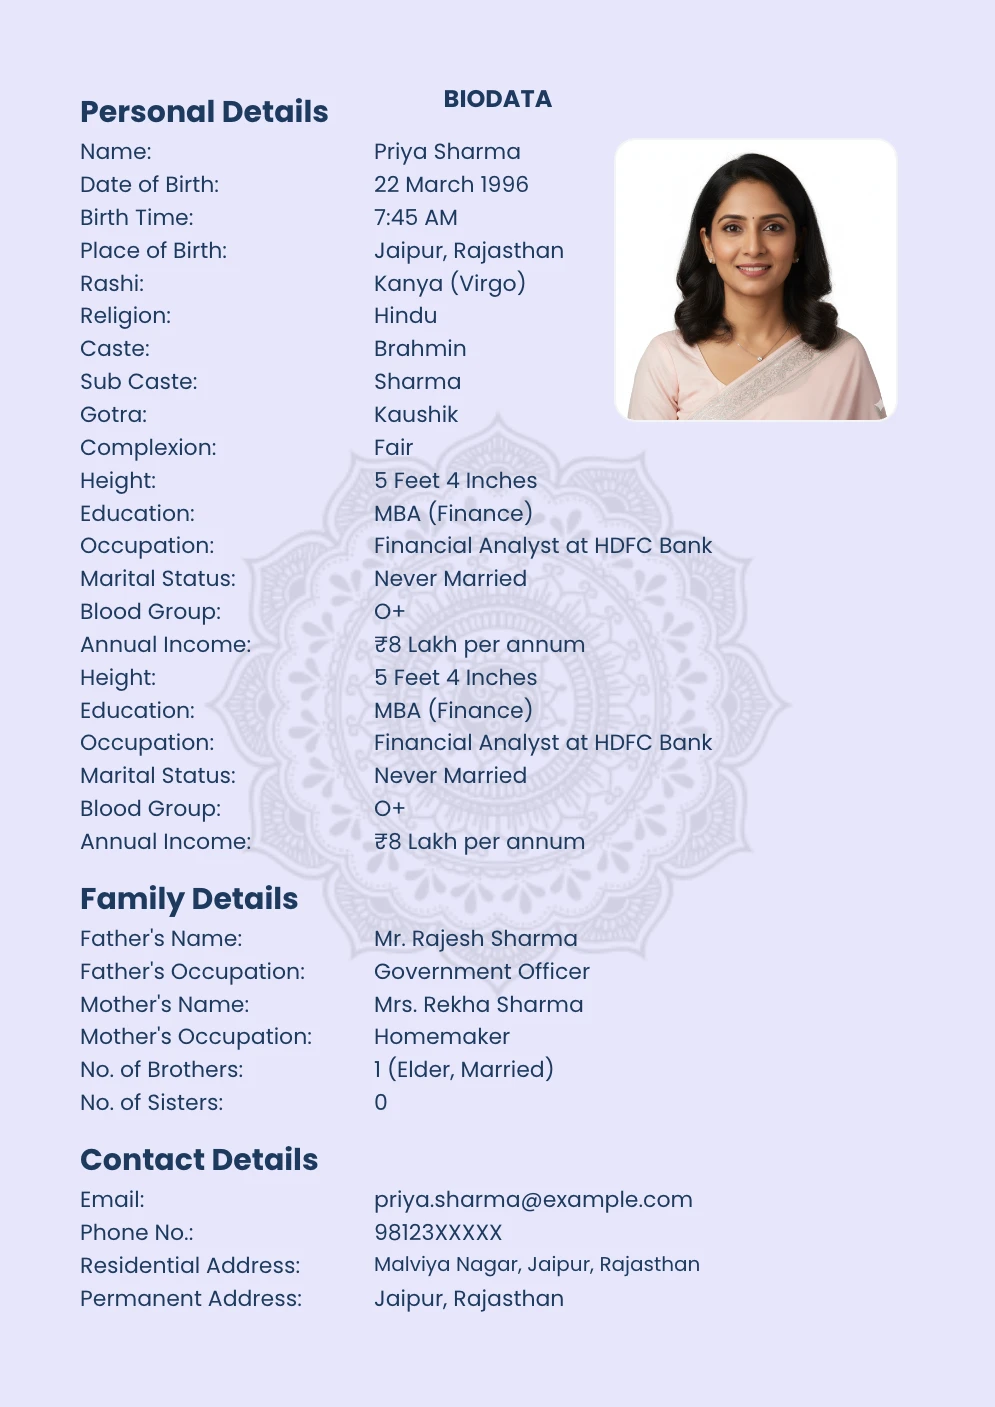 BIODATA
Personal Details
Name: Priya Sharma
Date of Birth: 22 March 1996
Birth Time: 7:45 AM
Place of Birth: Jaipur, Rajasthan
Rashi: Kanya (Virgo)
Religion: Hindu
Caste: Brahmin
Sub Caste: Sharma
Gotra: Kaushik
Complexion: Fair
Height: 5 Feet 4 Inches
Education: MBA (Finance)
Occupation: Financial Analyst at HDFC Bank
Marital Status: Never Married
Blood Group: O+
Annual Income: ₹8 Lakh per annum
Height: 5 Feet 4 Inches
Education: MBA (Finance)
Occupation: Financial Analyst at HDFC Bank
Marital Status: Never Married
Blood Group: O+
Annual Income: ₹8 Lakh per annum
Family Details
Father's Name: Mr. Rajesh Sharma
Father's Occupation: Government Officer
Mother's Name: Mrs. Rekha Sharma
Mother's Occupation: Homemaker
No. of Brothers: 1 (Elder, Married)
No. of Sisters: 0
Contact Details
Email: priya.sharma@example.com
Phone No.: 98123XXXXX
Residential Address: Malviya Nagar, Jaipur, Rajasthan
Permanent Address: Jaipur, Rajasthan